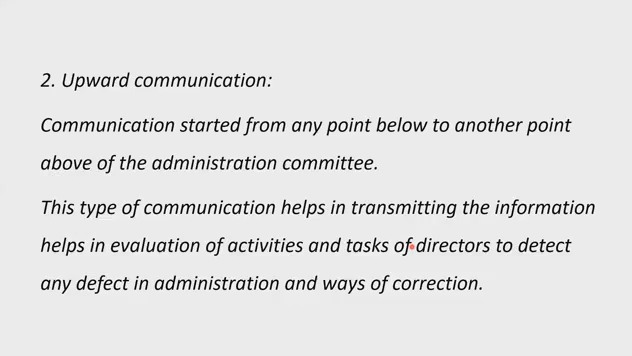 2. Upward communication:
Communication started from any point below to another point
above of the administration committee.
This type of communication helps in transmitting the information
helps in evaluation of activities and tasks of directors to detect
any defect in administration and ways of correction.